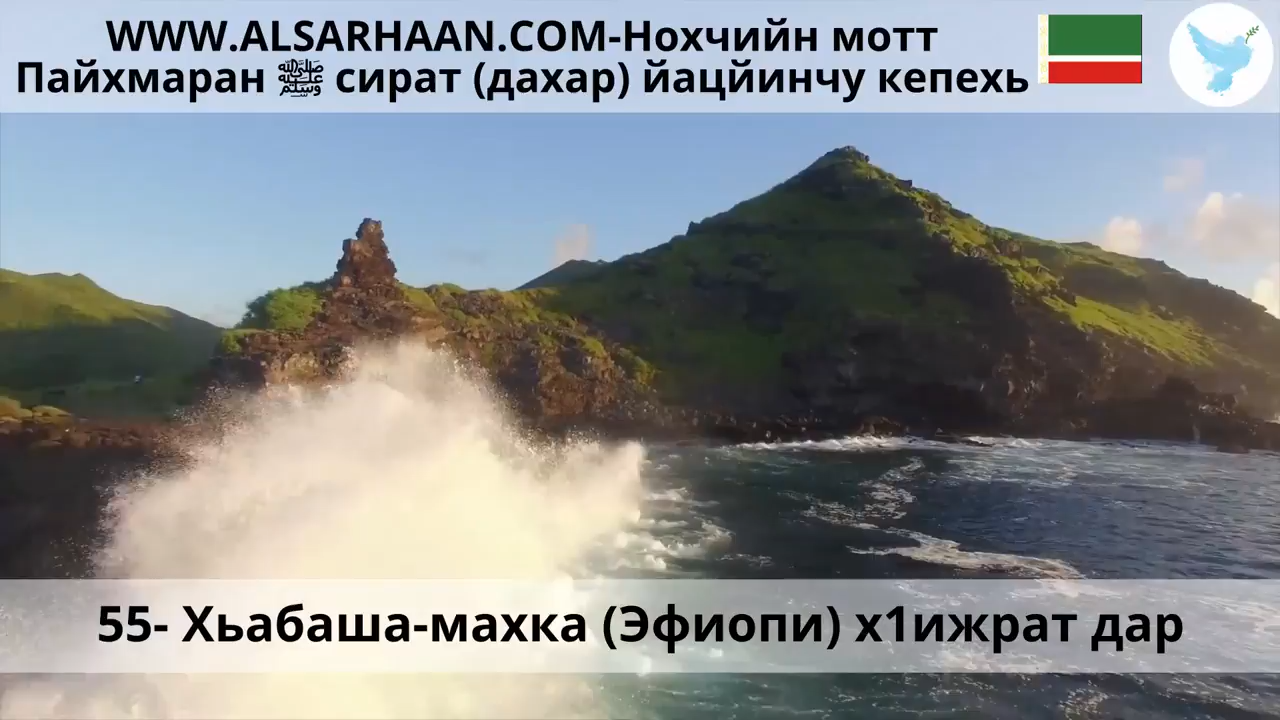 WWW.ALSARHAAN.COM-Нохчийн мотт
Пайхмаран ﷺ сират (дахар) йацйинчу кепехь
55- Хьабаша-махка (Эфиопи) х1ижрат дар